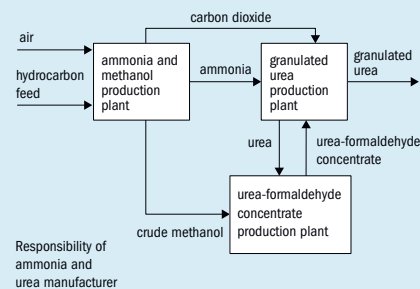 carbon dioxide
air
hydrocarbon
feed
ammonia and
methanol
production
plant
ammonia
granulated
urea
production
plant
granulated
urea
urea
urea-formaldehyde
concentrate
urea-formaldehyde
concentrate
production plant
crude methanol
Responsibility of
ammonia and
urea manufacturer